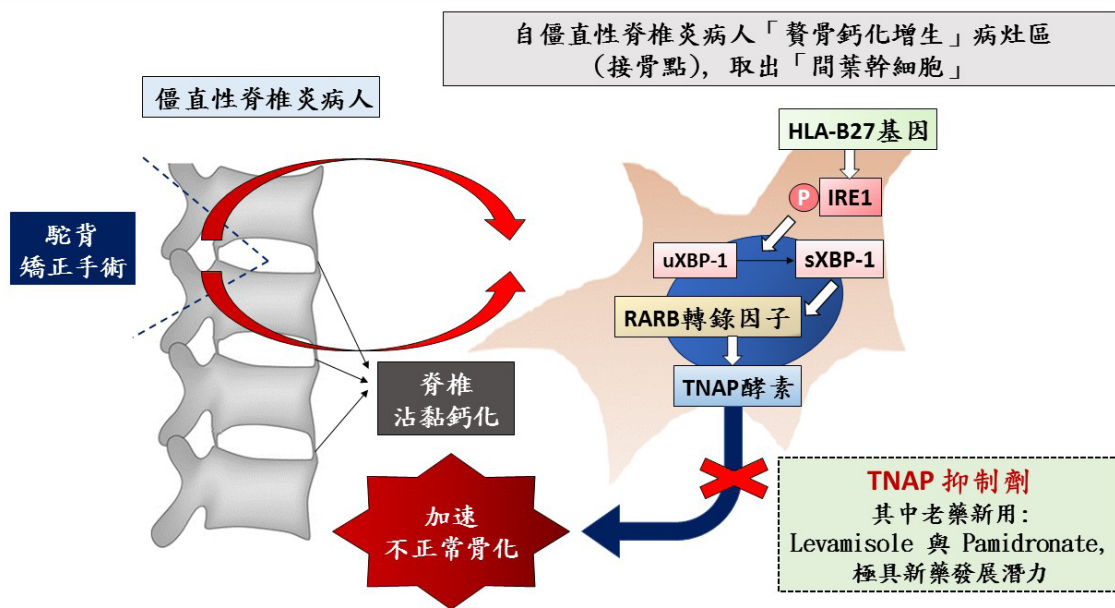 自僵直性脊椎炎病人「贅骨鈣化增生」病灶區
(接骨點), 取出「間葉幹細胞」
僵直性脊椎炎病人
HLA-B27基因
P
IRE1
駝背
矯正手術
uXBP-1
sXBP-1
RARB轉錄因子
TNAP酵素
脊椎
沾黏鈣化
加速
不正常骨化
TNAP 抑制劑
其中老藥新用:
Levamisole 與 Pamidronate,
極具新藥發展潛力